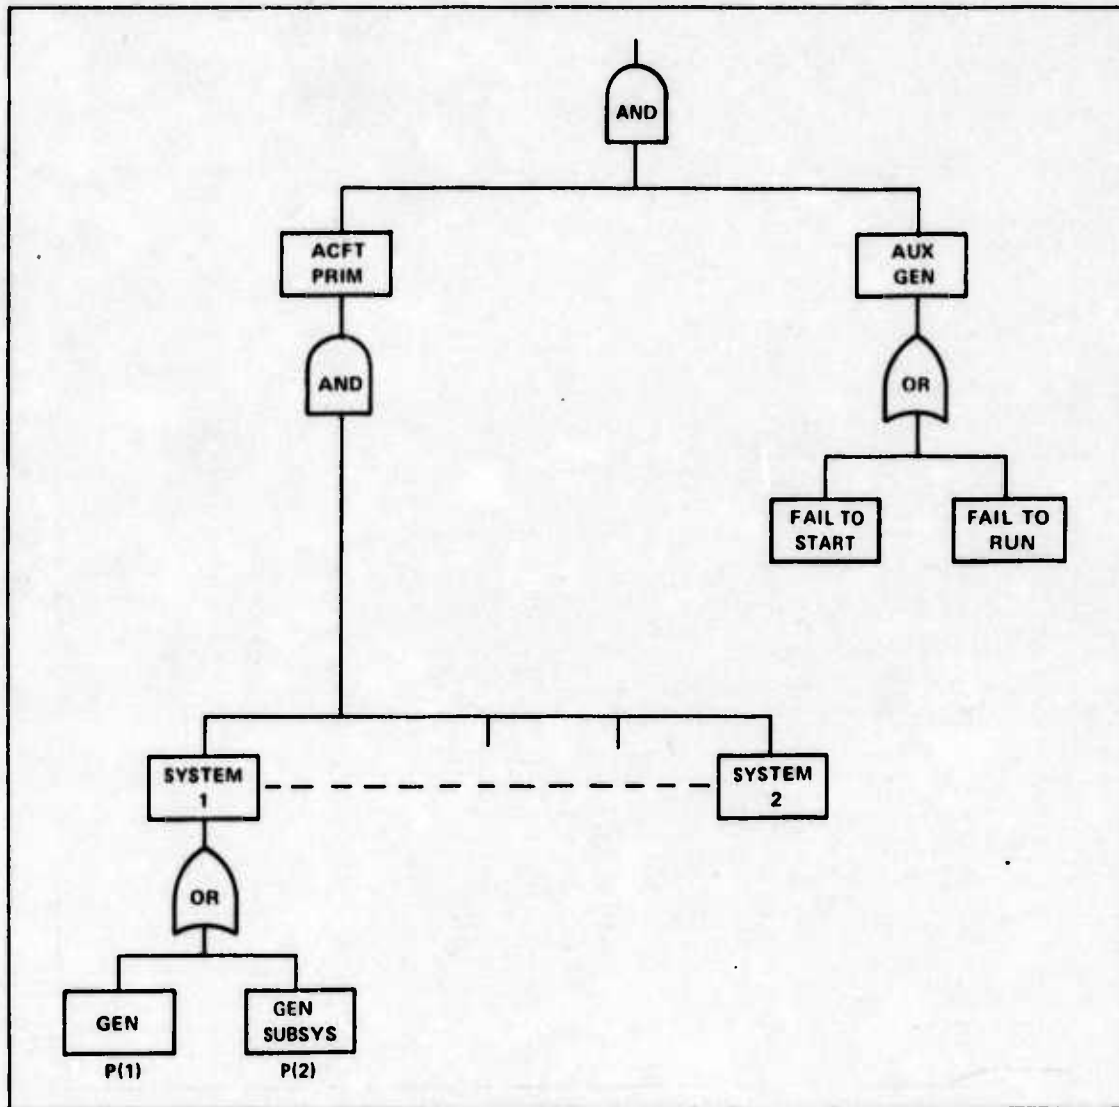 AND
ACFT
PRIM
AUX
GEN
AND
OR
FAIL TO
START
FAIL TO
RUN
SYSTEM
1
SYSTEM
2
OR
GEN
GEN
SUBSYS
P(1)
P(2)